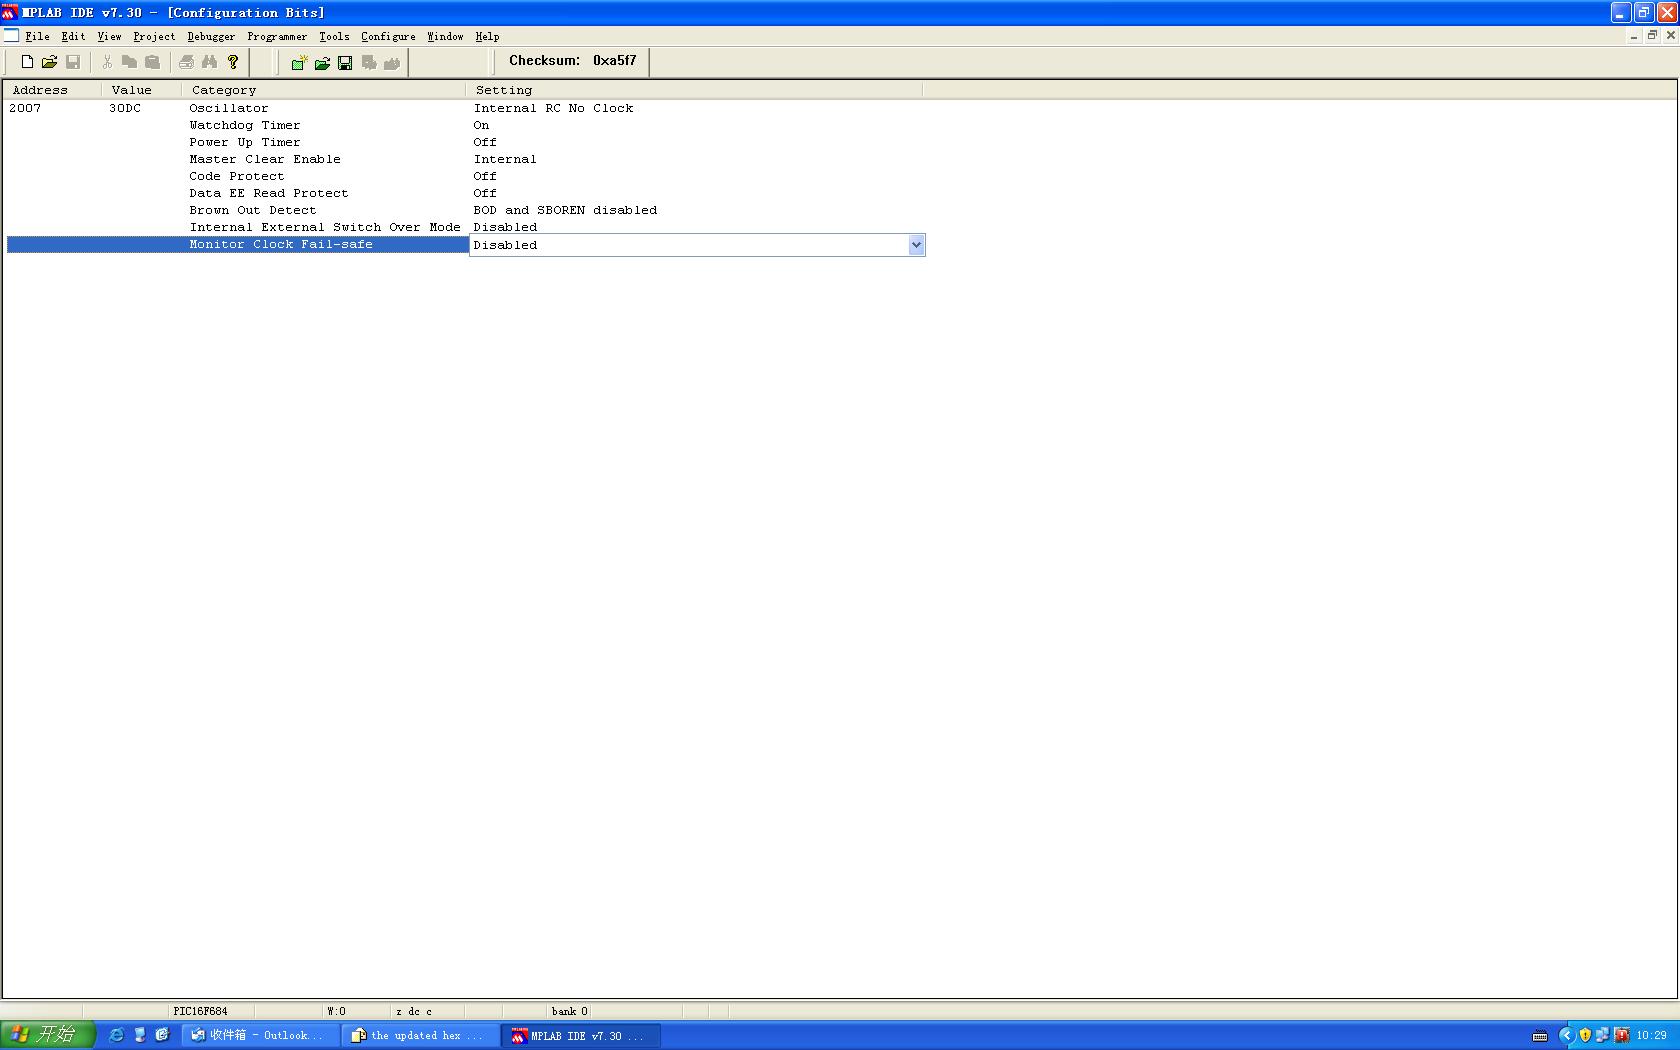 MPLAB IDE v7.30 - [Configuration Bits]
File Edit View Project Debugger Programmer Tools Configure Window Help
Checksum: 0xa5f7
Address Value Category Setting
2007 30DC Oscillator Internal RC No Clock
Watchdog Timer On
Power Up Timer Off
Master Clear Enable Internal
Code Protect Off
Data EE Read Protect Off
Brown Out Detect BOD and SBOREN disabled
Internal External Switch Over Mode Disabled
Monitor Clock Fail-safe Disabled
PIC16F684 W:0 z dc c bank 0
开始 收件箱 - Outlook... the updated hex ... MPLAB IDE v7.30 ... 10:29